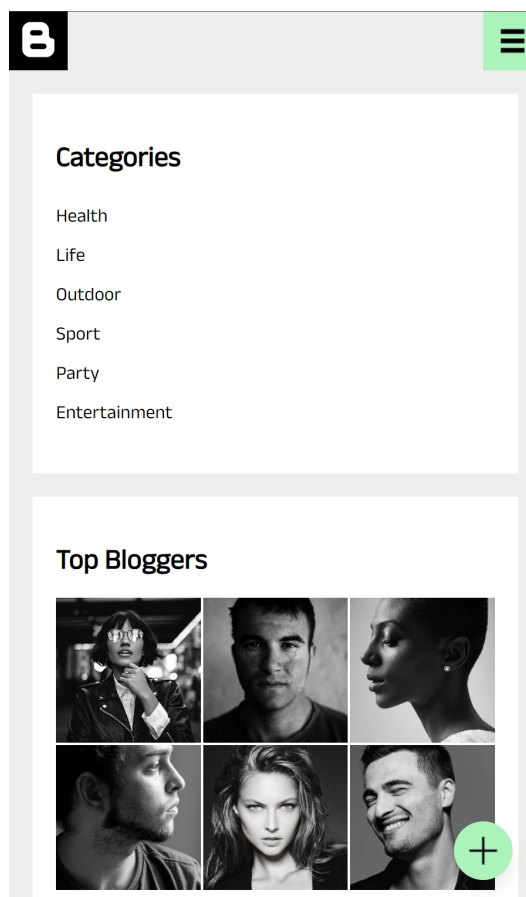 B
Categories
Health
Life
Outdoor
Sport
Party
Entertainment
Top Bloggers